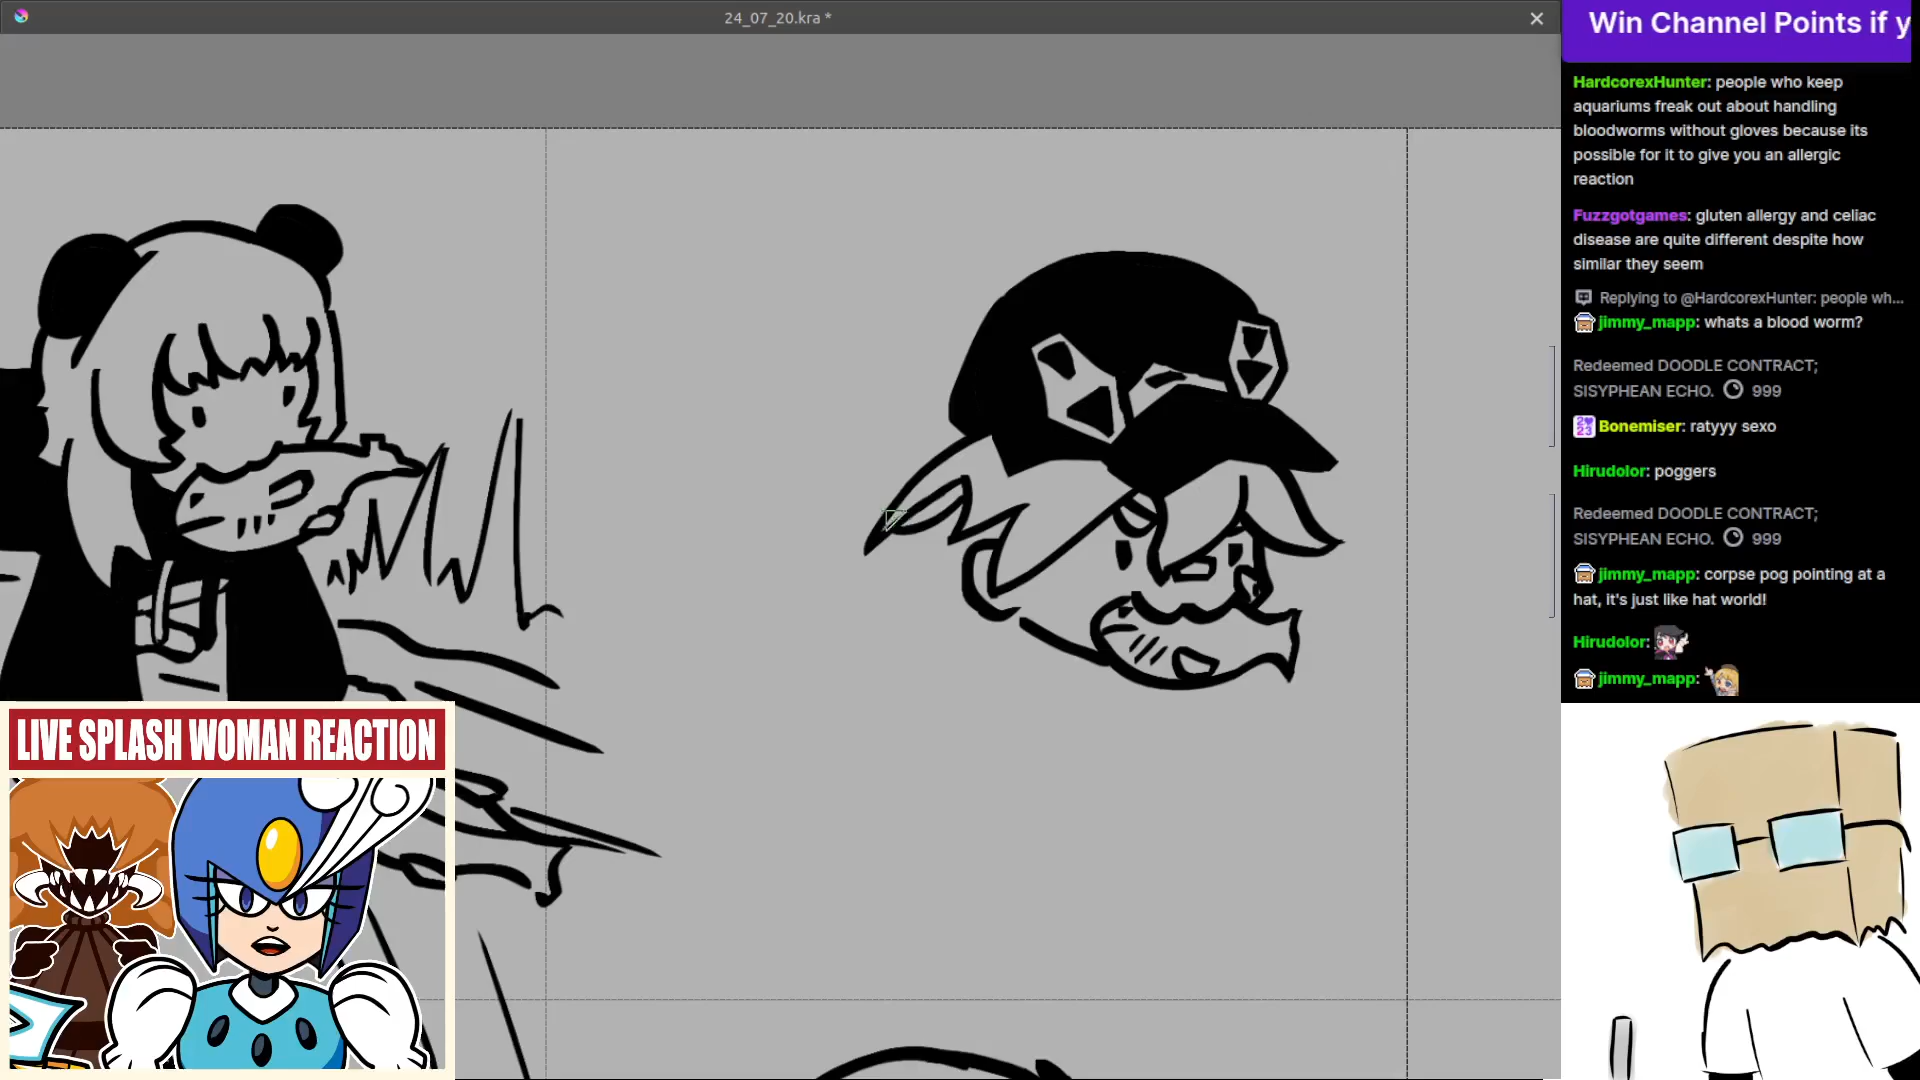 24_07_20.kra *
Win Channel Points if y
HardcorexHunter: people who keep
aquariums freak out about handling
bloodworms without gloves because its
possible for it to give you an allergic
reaction
Fuzzgotgames: gluten allergy and celiac
disease are quite different despite how
similar they seem
Replying to @HardcorexHunter: people wh...
jimmy_mapp: whats a blood worm?
Redeemed DOODLE CONTRACT;
SISYPHEAN ECHO. 999
Bonemiser: ratyyy sexo
Hirudolor: poggers
Redeemed DOODLE CONTRACT;
SISYPHEAN ECHO. 999
jimmy_mapp: corpse pog pointing at a
hat, it's just like hat world!
Hirudolor:
jimmy_mapp:
LIVE SPLASH WOMAN REACTION